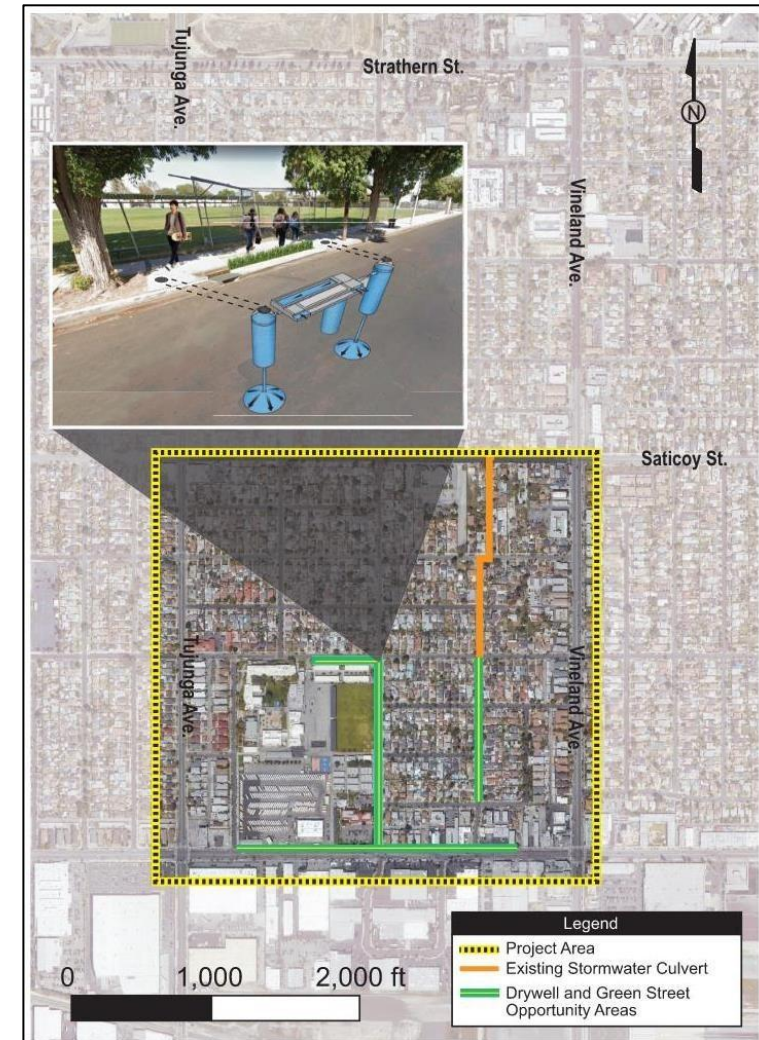 Tujunga Ave.
Strathern St.
N
Vineland Ave.
Saticoy St.
Tujunga Ave.
Vineland Ave.
Legend
Project Area
Existing Stormwater Culvert
Drywell and Green Street
Opportunity Areas
0 1,000 2,000 ft